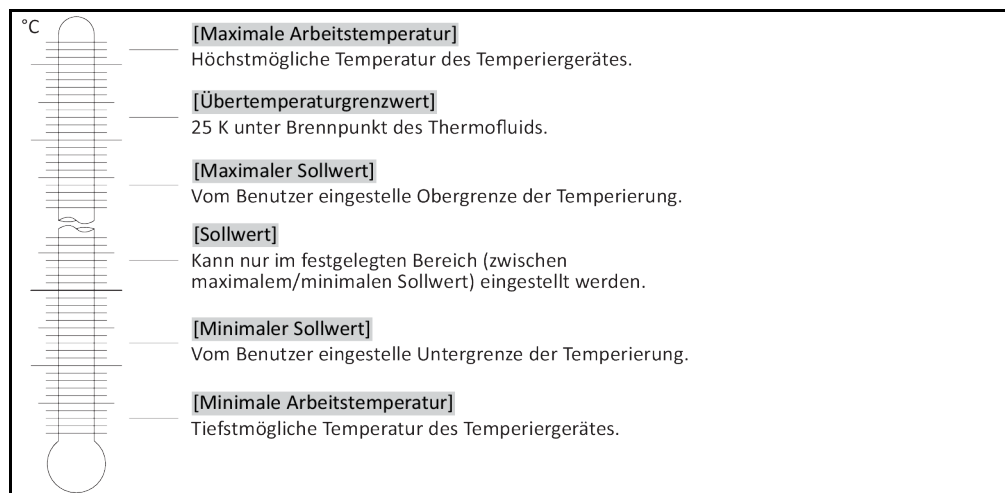 °C
[Maximale Arbeitstemperatur]
Höchstmögliche Temperatur des Temperiergerätes.
[Übertemperaturgrenzwert]
25 K unter Brennpunkt des Thermofluids.
[Maximaler Sollwert]
Vom Benutzer eingestelle Obergrenze der Temperierung.
[Sollwert]
Kann nur im festgelegten Bereich (zwischen
maximalem/minimalen Sollwert) eingestellt werden.
[Minimaler Sollwert]
Vom Benutzer eingestelle Untergrenze der Temperierung.
[Minimale Arbeitstemperatur]
Tiefstmögliche Temperatur des Temperiergerätes.